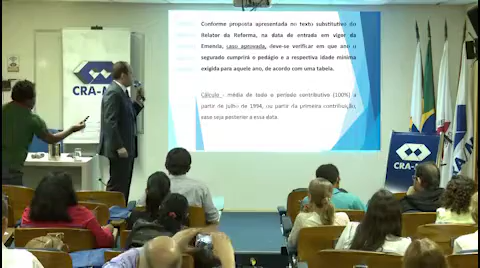 Conforme proposta apresentada no texto substitutivo do
Relator da Reforma, na data de entrada em vigor da
Emenda, caso aprovada, deve-se verificar em que ano o
segurado cumprirá o pedágio e a respectiva idade mínima
exigida para aquele ano, de acordo com uma tabela.
Cálculo - média de todo o período contributivo (100%) a
partir de julho de 1994, ou partir da primeira contribuição,
caso seja posterior a essa data.
CRA-M
CRA-M